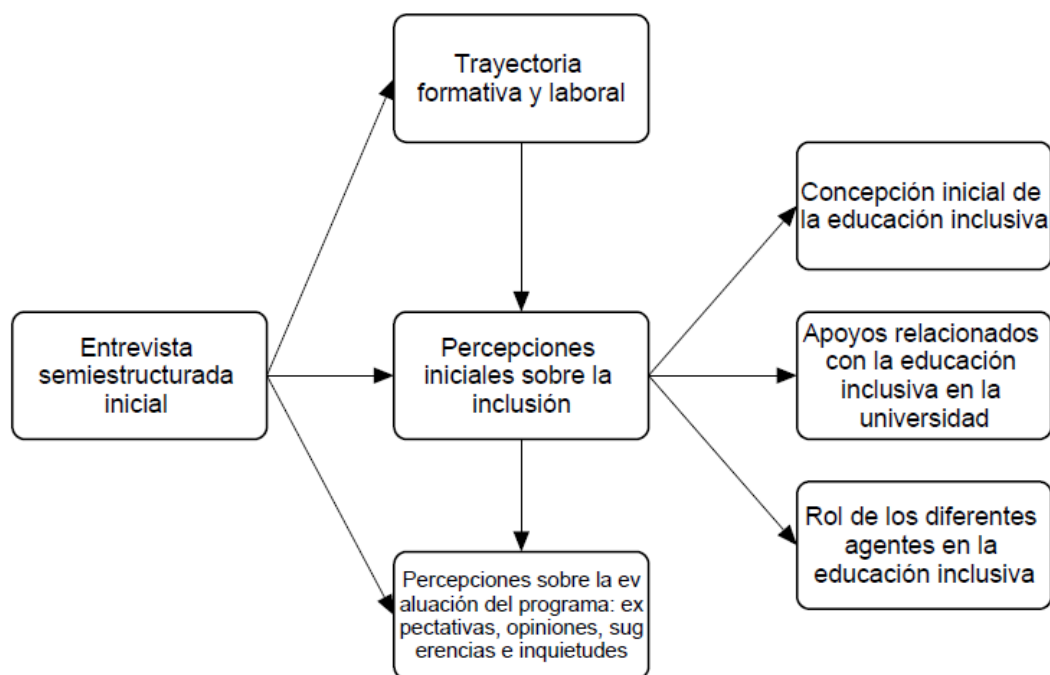 Trayectoria
formativa y laboral
Concepción inicial de
la educación inclusiva
Entrevista
semiestructurada
inicial
Percepciones
iniciales sobre la
inclusión
Apoyos relacionados
con la educación
inclusiva en la
universidad
Rol de los diferentes
agentes en la
educación inclusiva
Percepciones sobre la ev
aluación del programa: ex
pectativas, opiniones, sug
erencias e inquietudes